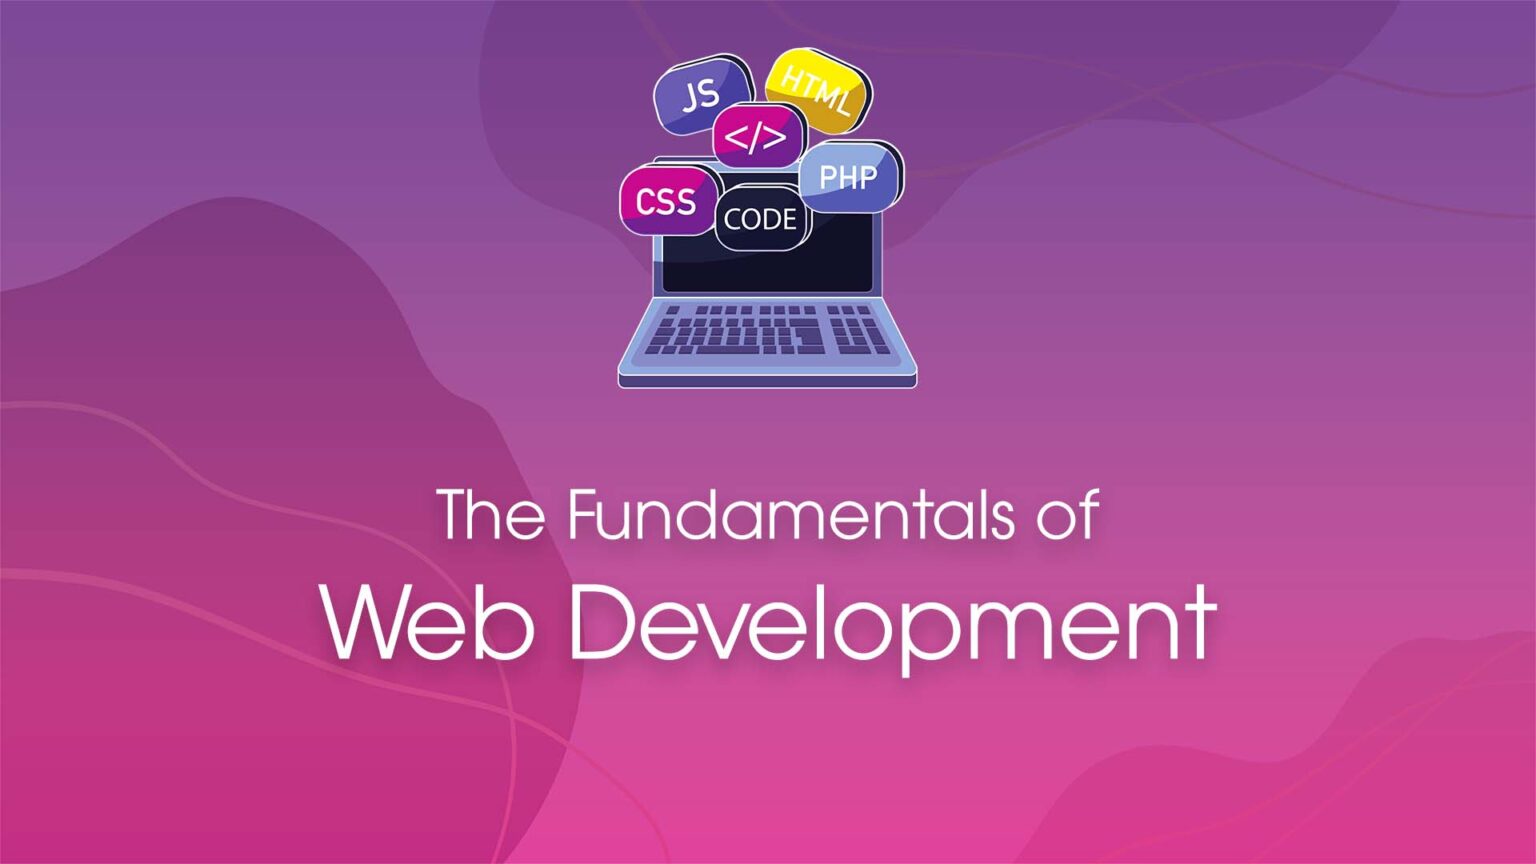 JS
HTML
</>
PHP
CSS
CODE
The Fundamentals of
Web Development